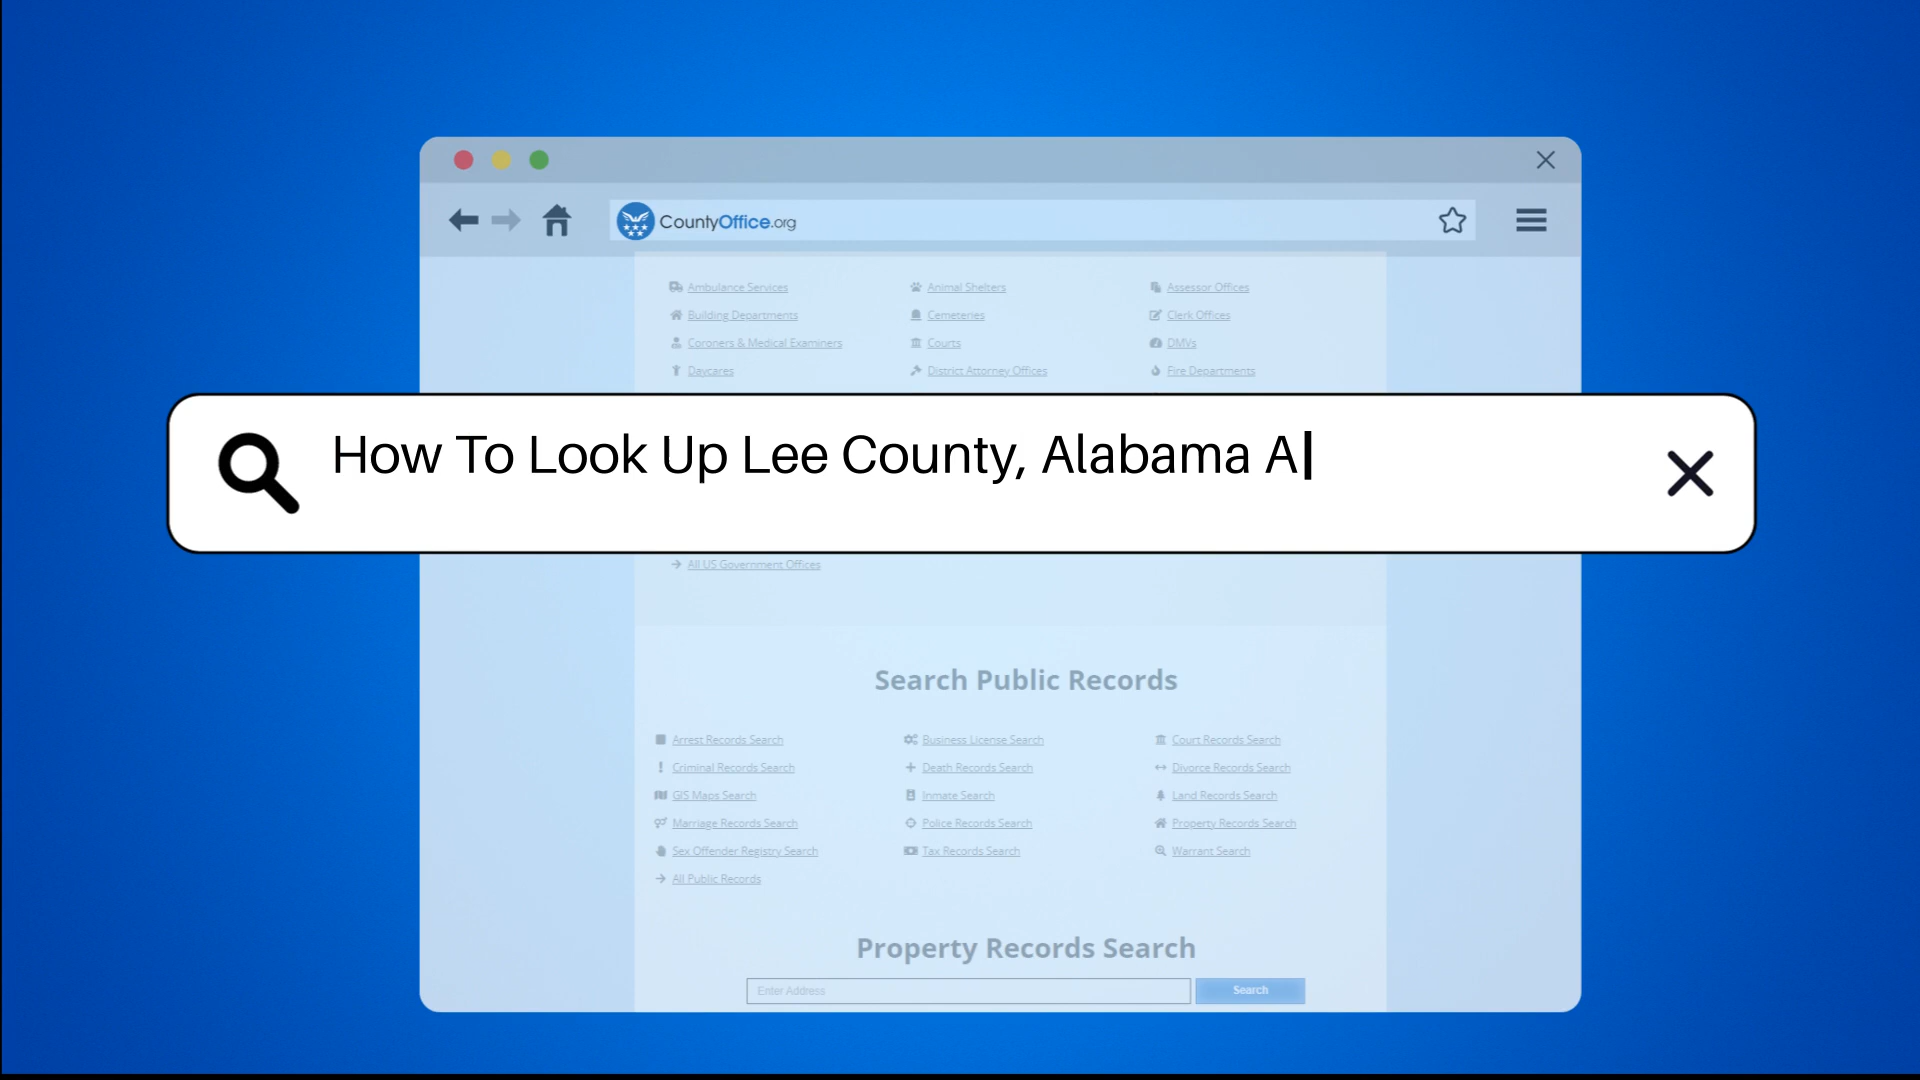 CountyOffice.org
Ambulance Services Animal Shelters Assessor Offices
Building Departments Cemeteries Clerk Offices
Coroners & Medical Examiners Courts DMVs
Daycares District Attorney Offices Fire Departments
How To Look Up Lee County, Alabama A
All US Government Offices
Search Public Records
Arrest Records Search Business License Search Court Records Search
Criminal Records Search Death Records Search Divorce Records Search
GIS Maps Search Inmate Search Land Records Search
Marriage Records Search Police Records Search Property Records Search
Sex Offender Registry Search Tax Records Search Warrant Search
All Public Records
Property Records Search
Enter Address Search